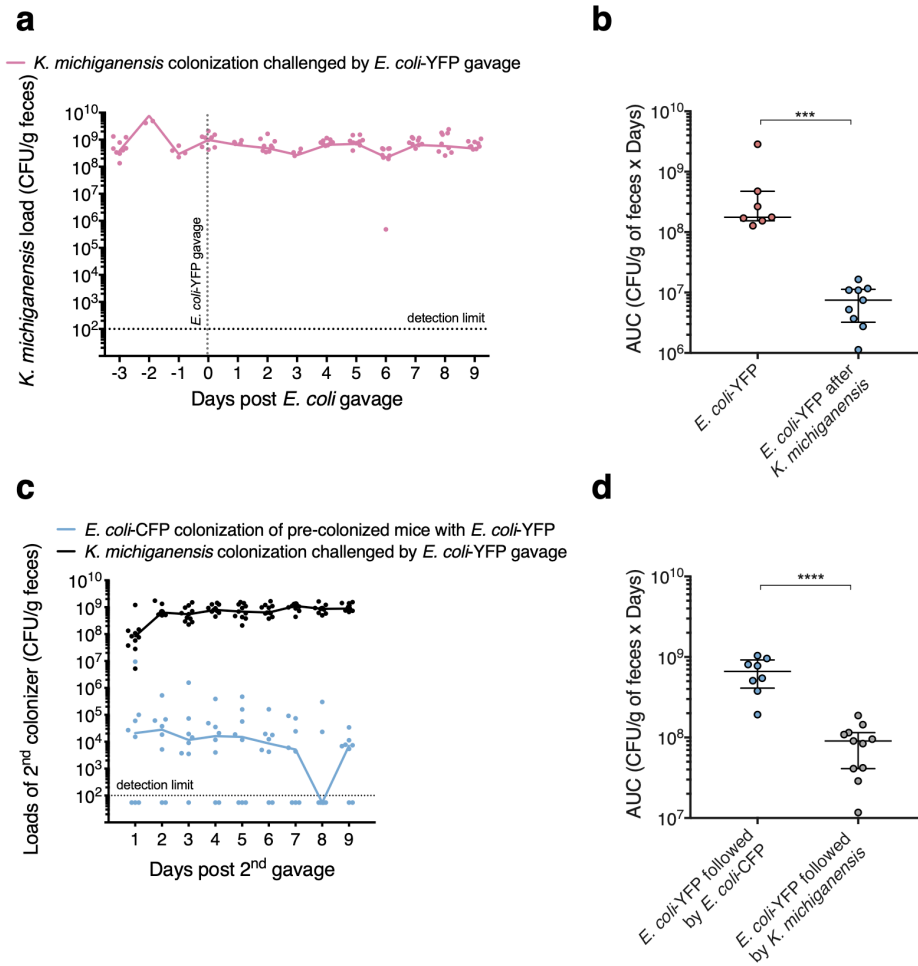 a
K. michiganensis colonization challenged by E. coli-YFP gavage
K. michiganensis load (CFU/g feces)
10^10
10^9
10^8
10^7
10^6
10^5
10^4
10^3
10^2
E. coli-YFP gavage
detection limit
-3 -2 -1 0 1 2 3 4 5 6 7 8 9
Days post E. coli gavage
b
AUC (CFU/g of feces x Days)
10^10
10^9
10^8
10^7
10^6
***
E. coli-YFP
E. coli-YFP after
K. michiganensis
c
E. coli-CFP colonization of pre-colonized mice with E. coli-YFP
K. michiganensis colonization challenged by E. coli-YFP gavage
Loads of 2nd colonizer (CFU/g feces)
10^10
10^9
10^8
10^7
10^6
10^5
10^4
10^3
10^2
detection limit
1 2 3 4 5 6 7 8 9
Days post 2nd gavage
d
AUC (CFU/g of feces x Days)
10^10
10^9
10^8
10^7
****
E. coli-YFP followed
by E. coli-CFP
E. coli-YFP followed
by K. michiganensis